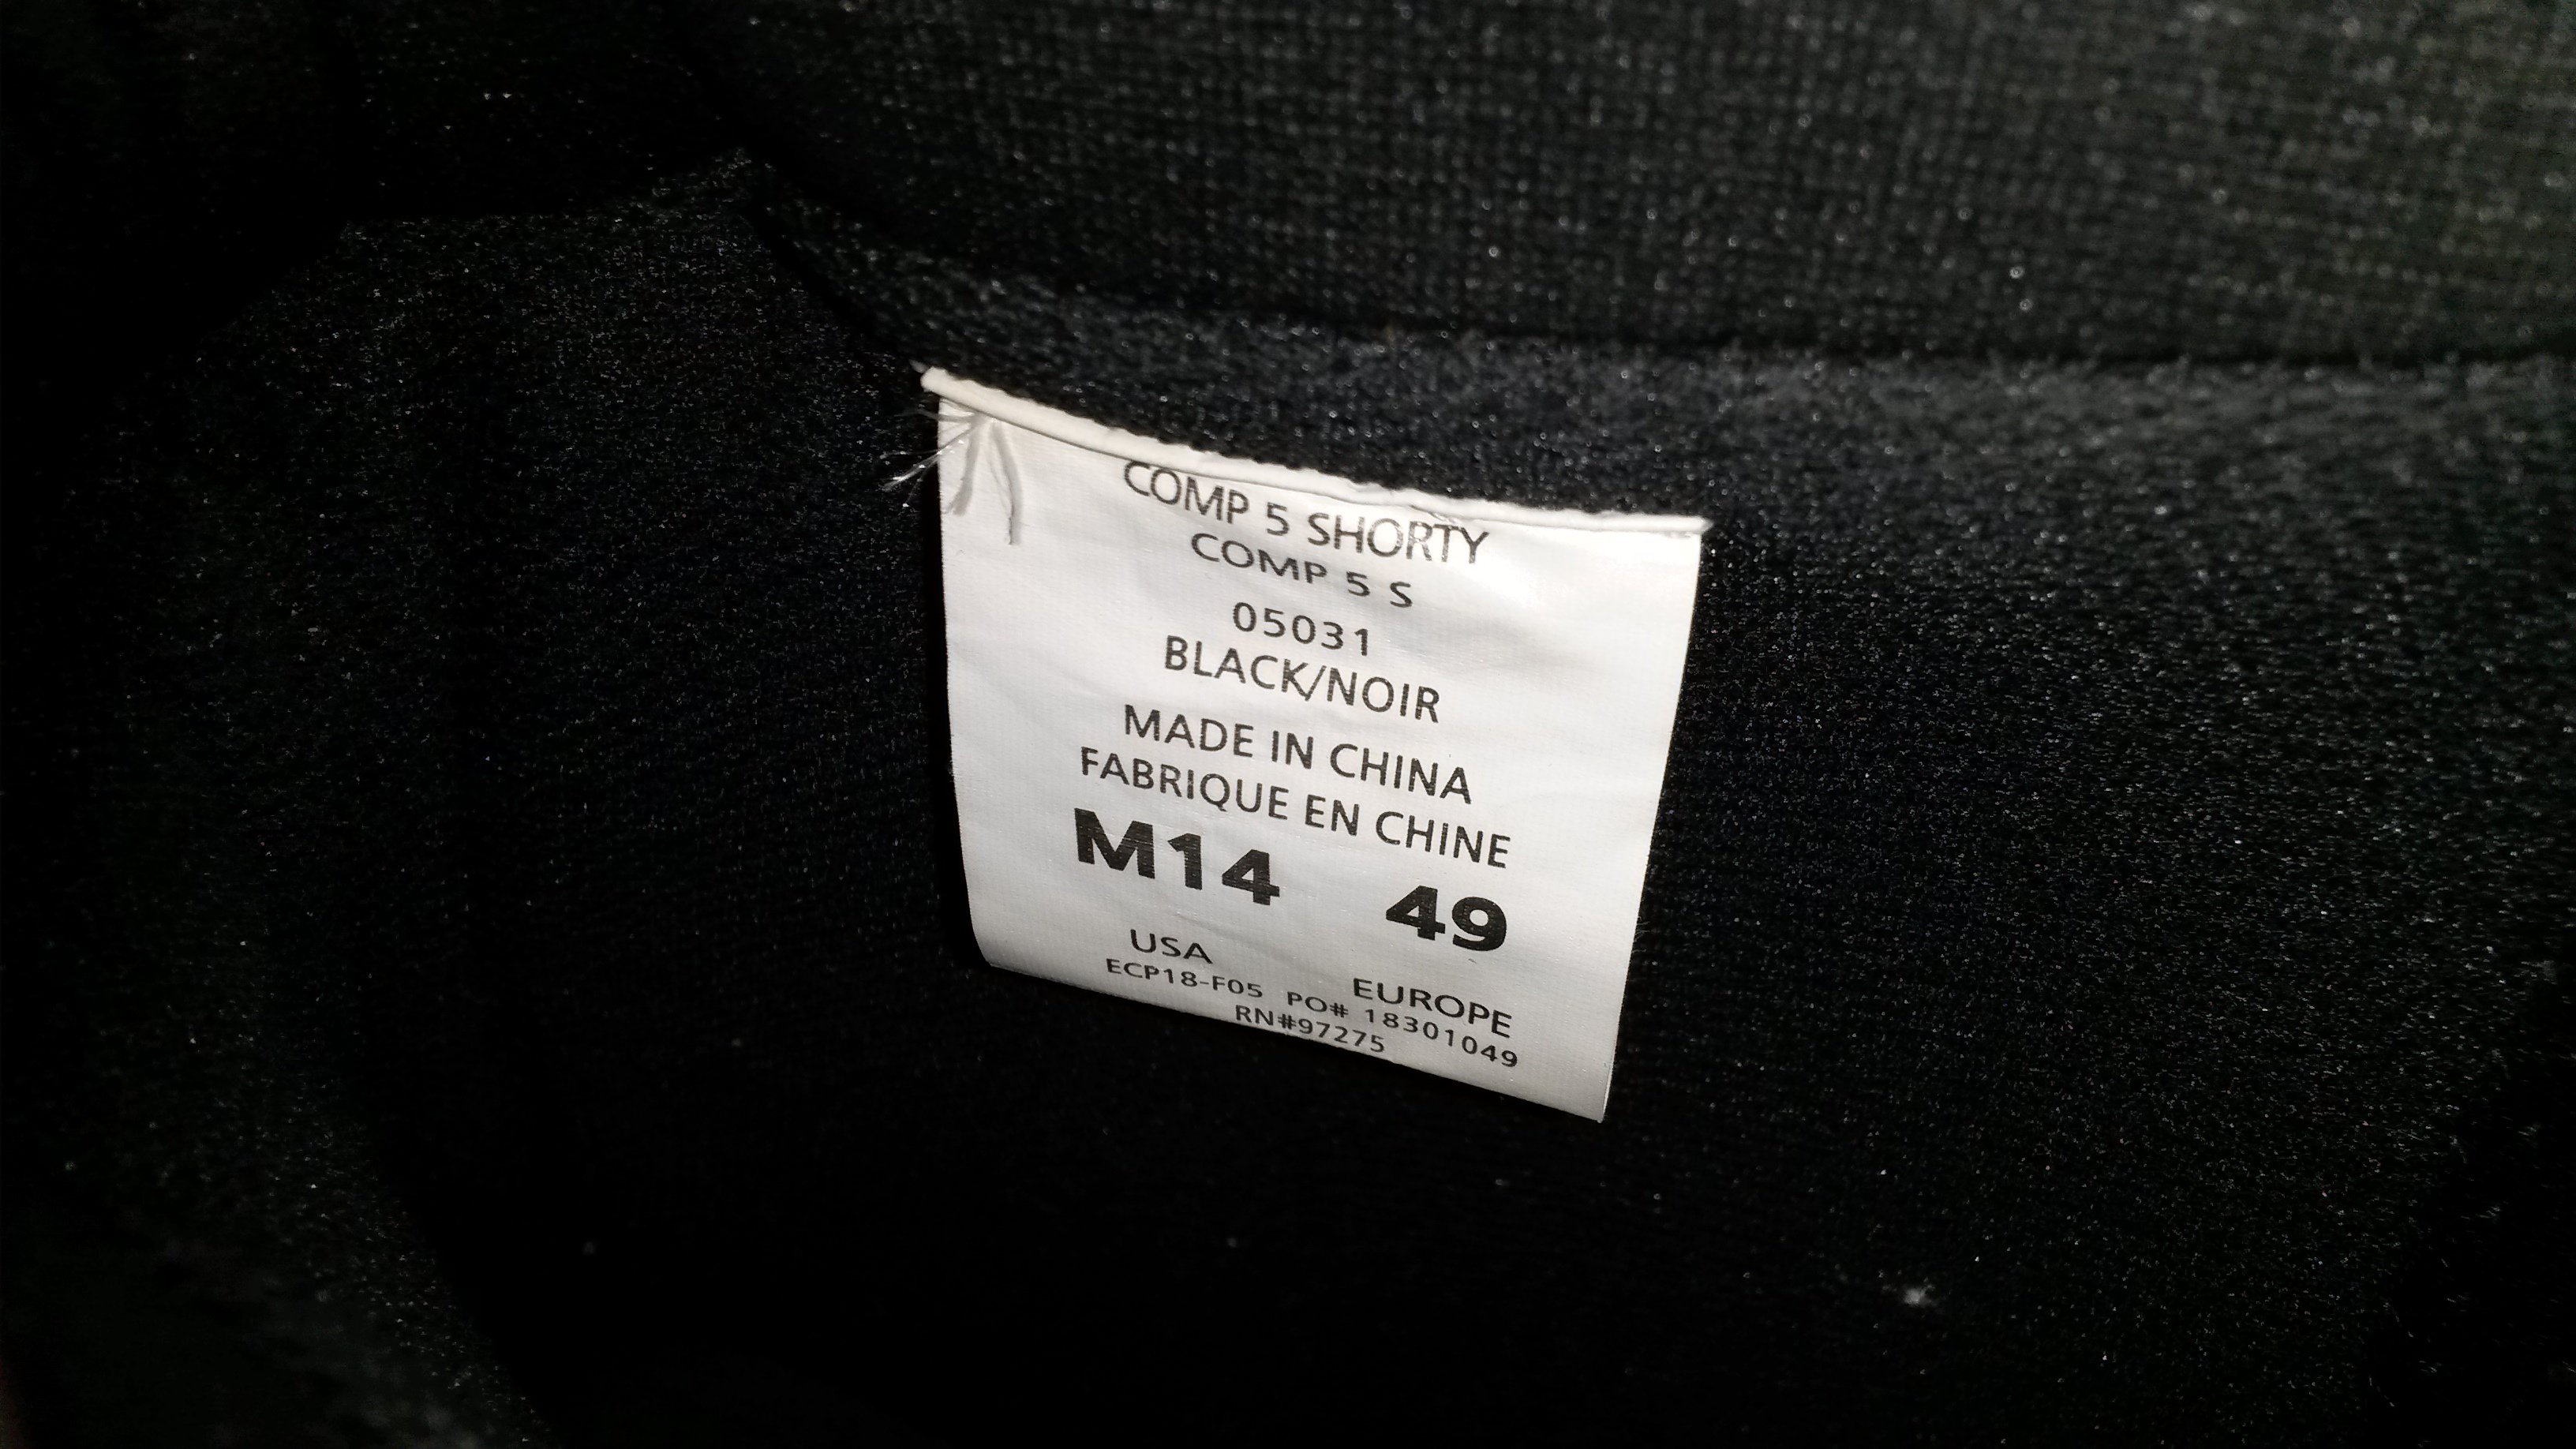 COMP 5 SHORTY
COMP 5 S
05031
BLACK/NOIR
MADE IN CHINA
FABRIQUE EN CHINE
M14 49
USA EUROPE
ECP18-F05 PO# 18301049
RN#97275